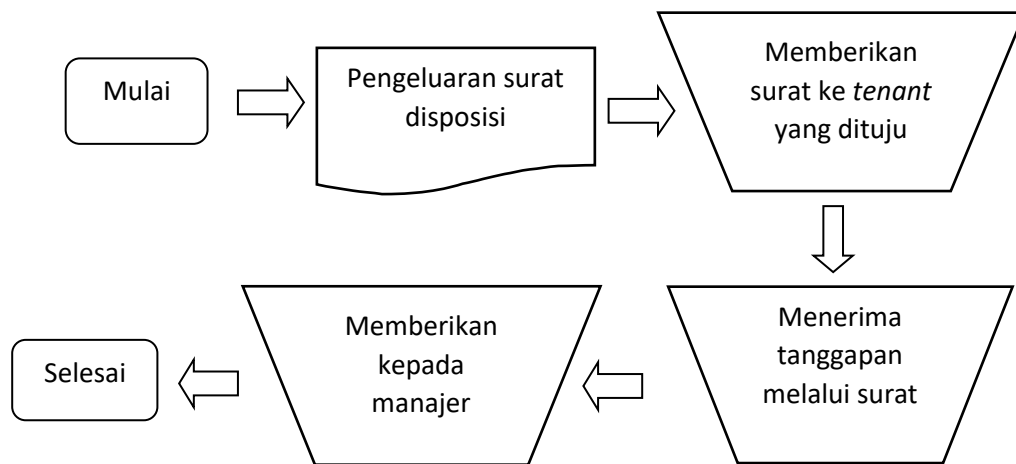 Mulai
Pengeluaran surat
disposisi
Memberikan
surat ke tenant
yang dituju
Menerima
tanggapan
melalui surat
Memberikan
kepada
manajer
Selesai